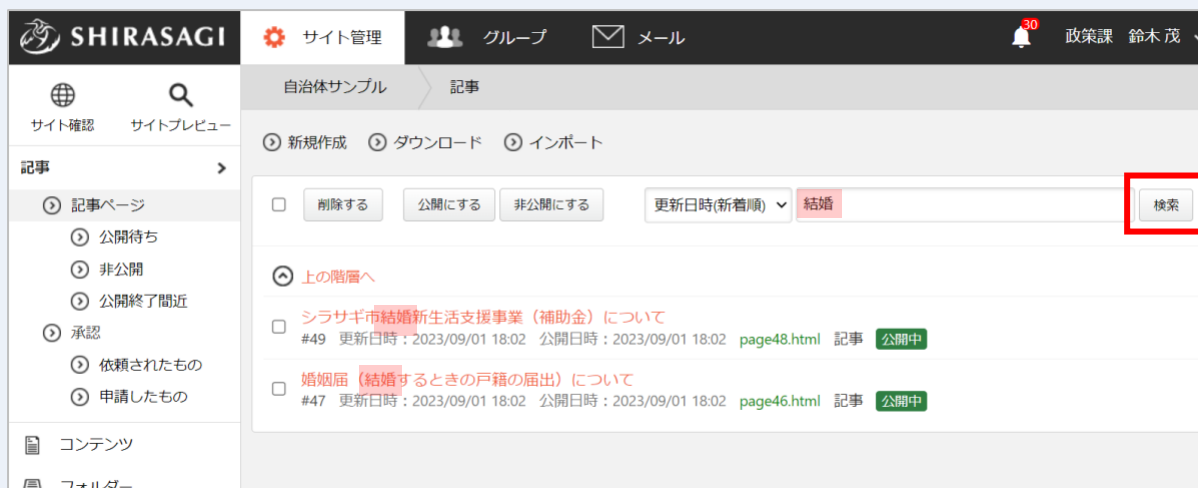 SHIRASAGI
サイト管理
グループ
メール
30
政策課 鈴木 茂
サイト確認
サイトプレビュー
自治体サンプル
記事
新規作成
ダウンロード
インポート
記事
記事ページ
公開待ち
非公開
公開終了間近
承認
依頼されたもの
申請したもの
コンテンツ
フォルダー
削除する
公開にする
非公開にする
更新日時(新着順)
結婚
検索
上の階層へ
シラサギ市結婚新生活支援事業（補助金）について
#49 更新日時：2023/09/01 18:02 公開日時：2023/09/01 18:02 page48.html 記事 公開中
婚姻届（結婚するときの戸籍の届出）について
#47 更新日時：2023/09/01 18:02 公開日時：2023/09/01 18:02 page46.html 記事 公開中